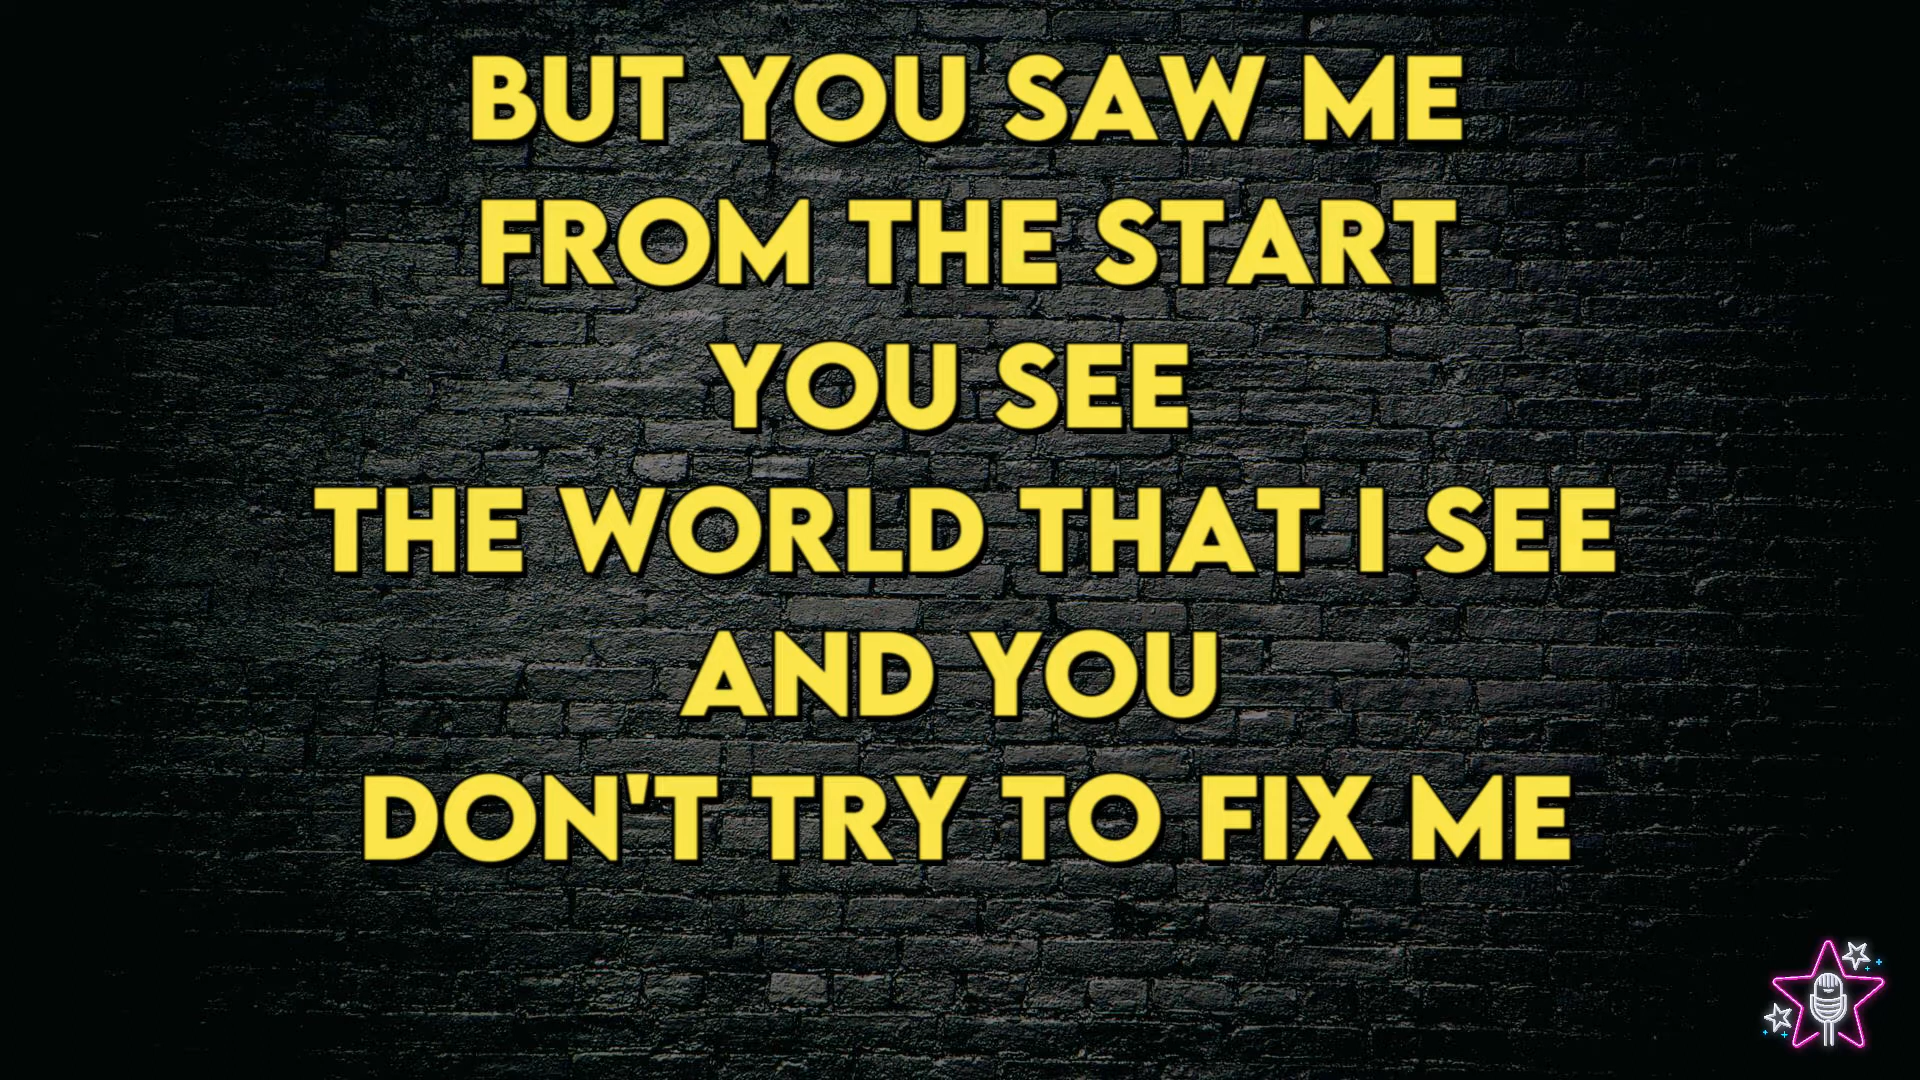 BUT YOU SAW ME
FROM THE START
YOU SEE
THE WORLD THAT I SEE
AND YOU
DON'T TRY TO FIX ME